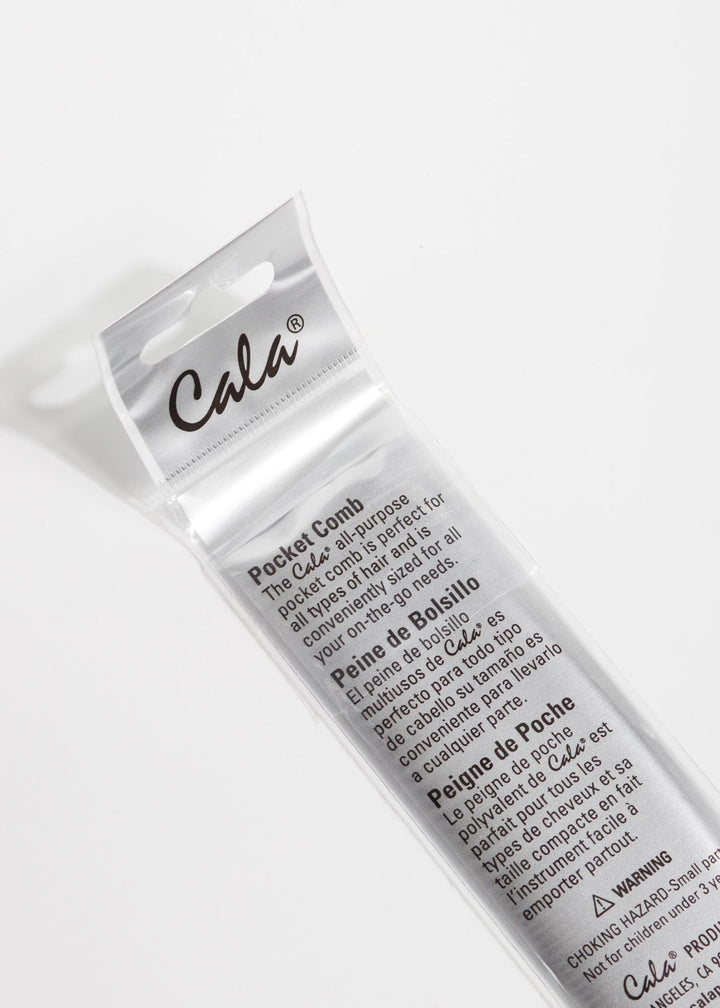 Cala®
Pocket Comb
The Cala® all-purpose
pocket comb is perfect for
all types of hair and is
conveniently sized for all
your on-the-go needs.
Peine de Bolsillo
El peine de bolsillo
multiusos de Cala® es
perfecto para todo tipo
de cabello su tamaño es
conveniente para llevarlo
a cualquier parte.
Peigne de Poche
Le peigne de poche
polyvalent de Cala® est
parfait pour tous les
types de cheveux et sa
taille compacte en fait
l'instrument facile à
emporter partout.
⚠ WARNING
CHOKING HAZARD-Small
Not for children under 3
Cala®
CA